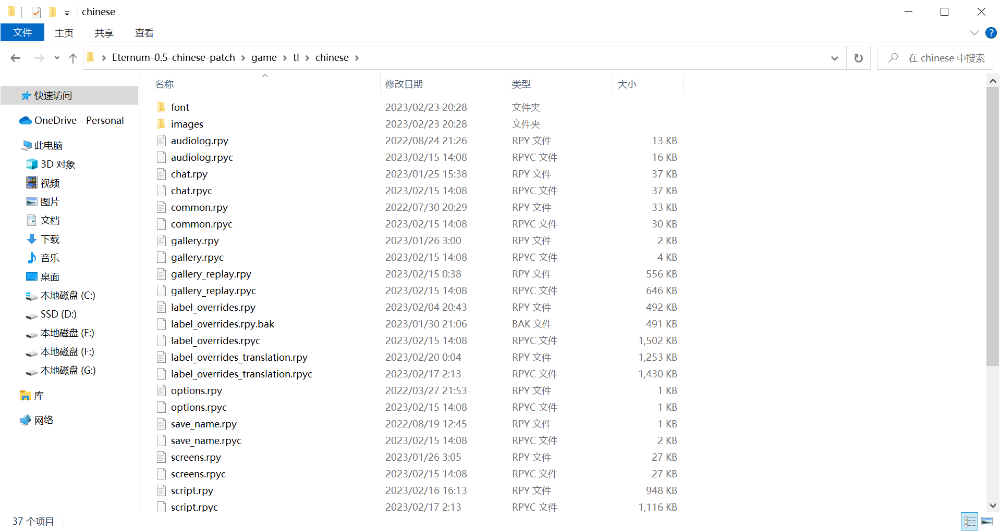 chinese
文件 主页 共享 查看
Eternum-0.5-chinese-patch game tl chinese 在 chinese 中搜索
名称 修改日期 类型 大小
快速访问
OneDrive - Personal
此电脑
3D 对象
视频
图片
文档
下载
音乐
桌面
本地磁盘 (C:)
SSD (D:)
本地磁盘 (E:)
本地磁盘 (F:)
本地磁盘 (G:)
库
网络
font 2023/02/23 20:28 文件夹
images 2023/02/23 20:28 文件夹
audiolog.rpy 2022/08/24 21:26 RPY 文件 13 KB
audiolog.rpyc 2023/02/15 14:08 RPYC 文件 16 KB
chat.rpy 2023/01/25 15:38 RPY 文件 37 KB
chat.rpyc 2023/02/15 14:08 RPYC 文件 37 KB
common.rpy 2022/07/30 20:29 RPY 文件 33 KB
common.rpyc 2023/02/15 14:08 RPYC 文件 30 KB
gallery.rpy 2023/01/26 3:00 RPY 文件 2 KB
gallery.rpyc 2023/02/15 14:08 RPYC 文件 4 KB
gallery_replay.rpy 2023/02/15 0:38 RPY 文件 556 KB
gallery_replay.rpyc 2023/02/15 14:08 RPYC 文件 646 KB
label_overrides.rpy 2023/02/04 20:43 RPY 文件 492 KB
label_overrides.rpy.bak 2023/01/30 21:06 BAK 文件 491 KB
label_overrides.rpyc 2023/02/15 14:08 RPYC 文件 1,502 KB
label_overrides_translation.rpy 2023/02/20 0:04 RPY 文件 1,253 KB
label_overrides_translation.rpyc 2023/02/17 2:13 RPYC 文件 1,430 KB
options.rpy 2022/03/27 21:53 RPY 文件 1 KB
options.rpyc 2023/02/15 14:08 RPYC 文件 1 KB
save_name.rpy 2022/08/19 12:45 RPY 文件 1 KB
save_name.rpyc 2023/02/15 14:08 RPYC 文件 2 KB
screens.rpy 2023/01/26 3:05 RPY 文件 27 KB
screens.rpyc 2023/02/15 14:08 RPYC 文件 27 KB
script.rpy 2023/02/16 16:13 RPY 文件 948 KB
script.rpyc 2023/02/17 2:13 RPYC 文件 1,116 KB
37 个项目